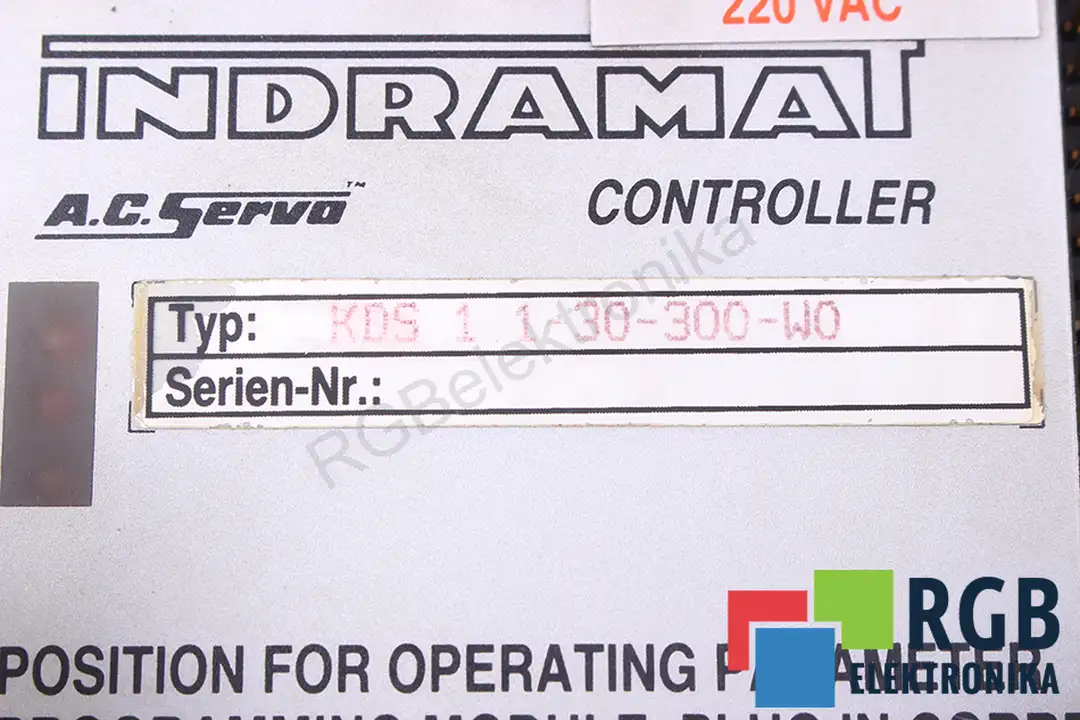 220 VAC
INDRAMAT
A.C. Servo™ CONTROLLER
Typ: KDS 1 1-30-300-W0
Serien-Nr.:
RGBelektronika
POSITION FOR OPERATING PARAMETER
RGB
ELEKTRONIKA